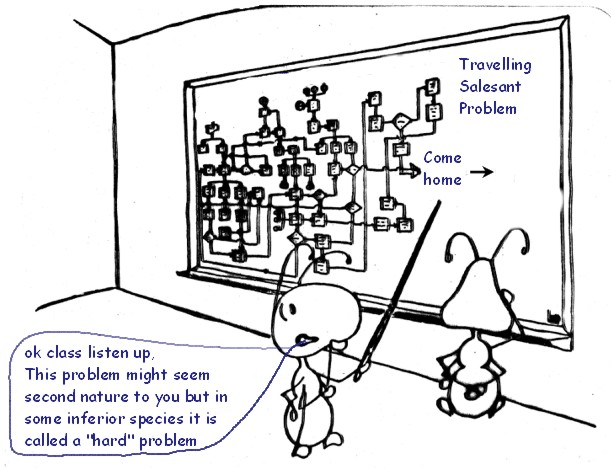 Travelling
Salesant
Problem
Come
home
ok class listen up,
This problem might seem
second nature to you but in
some inferior species it is
called a "hard" problem